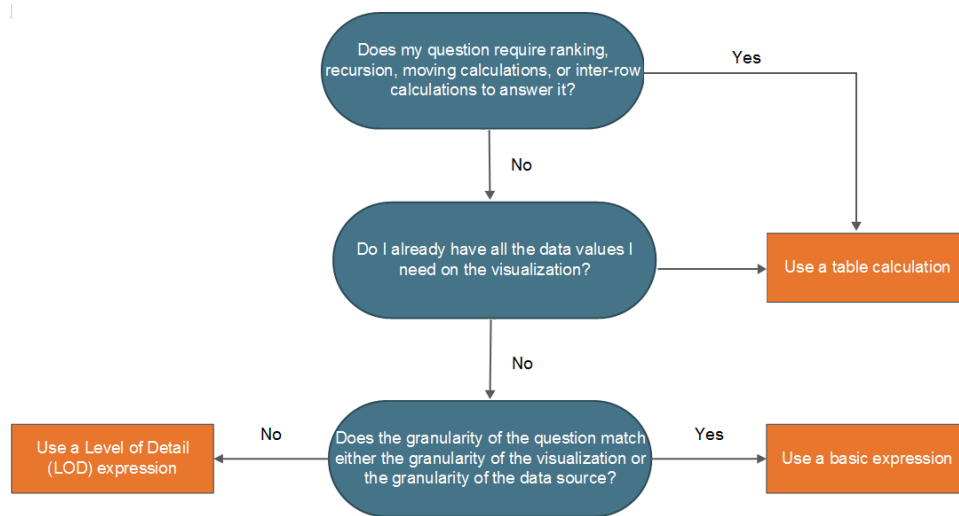 Does my question require ranking,
recursion, moving calculations, or inter-row
calculations to answer it?
Yes
No
Do I already have all the data values I
need on the visualization?
Use a table calculation
No
Does the granularity of the question match
either the granularity of the visualization or
the granularity of the data source?
No
Yes
Use a Level of Detail
(LOD) expression
Use a basic expression